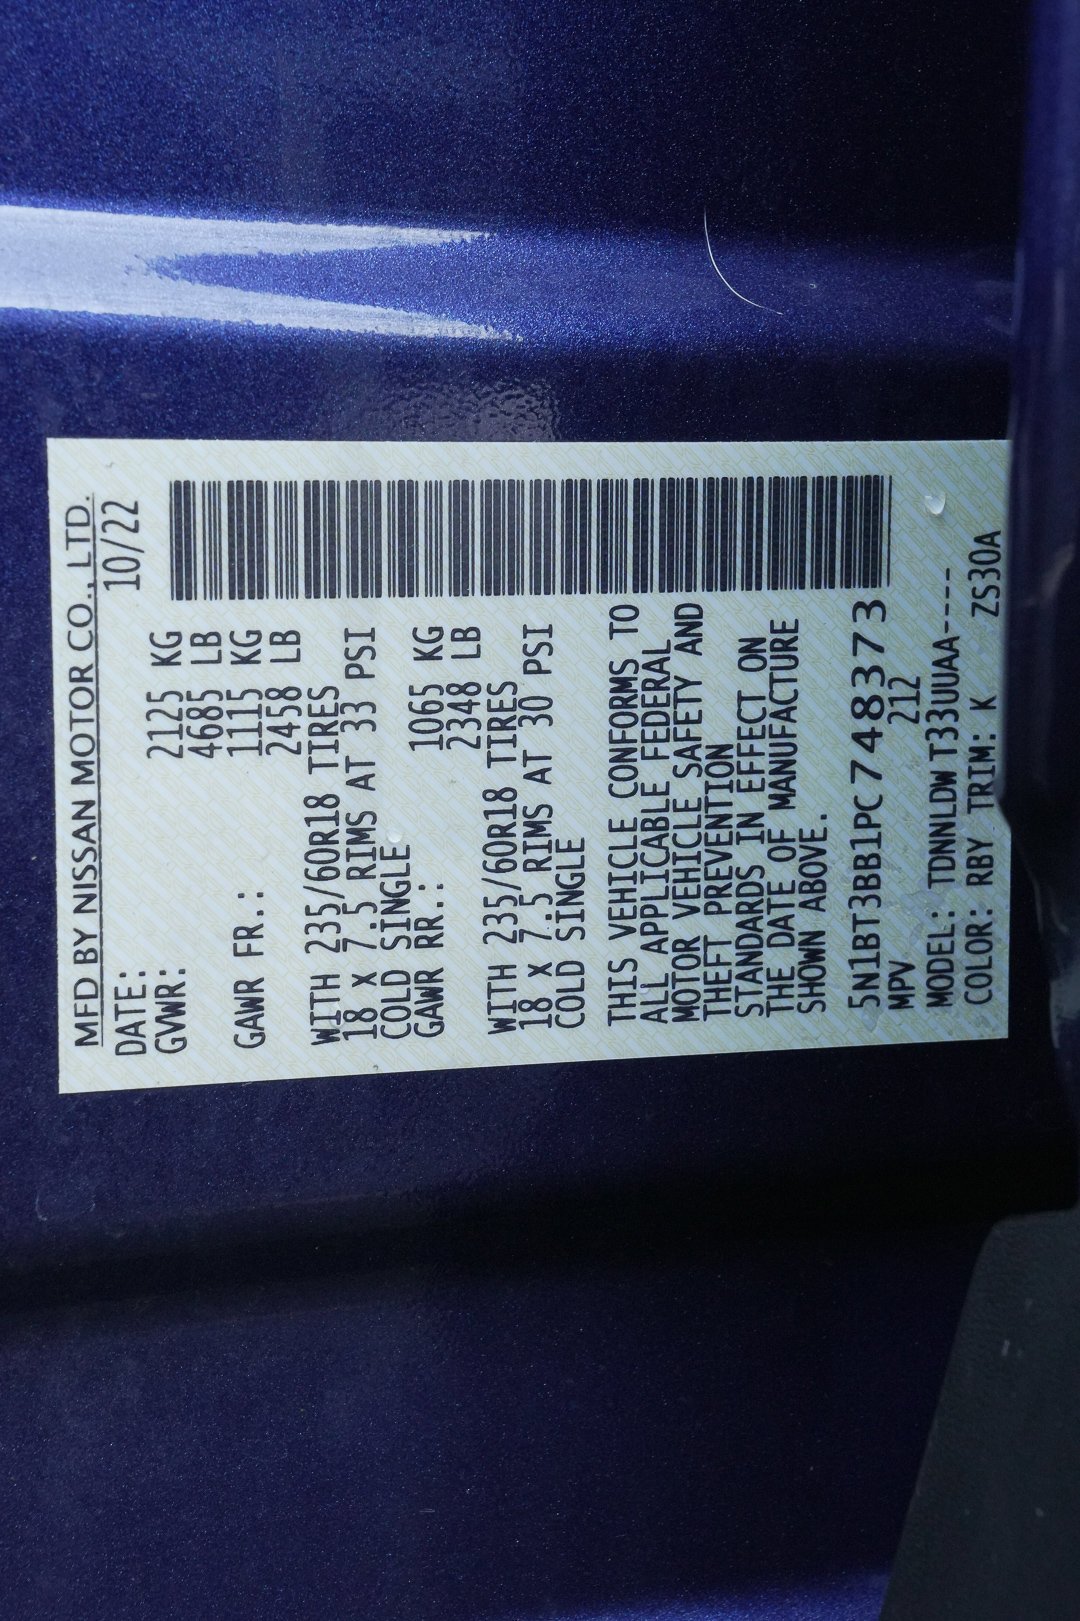 MFD BY NISSAN MOTOR CO., LTD.
DATE: 10/22
GVWR: 2125 KG
4685 LB
GAWR FR.: 1115 KG
2458 LB
WITH 235/60R18 TIRES
18 x 7.5 RIMS AT 33 PSI
COLD SINGLE
GAWR RR.: 1065 KG
2348 LB
WITH 235/60R18 TIRES
18 x 7.5 RIMS AT 30 PSI
COLD SINGLE
THIS VEHICLE CONFORMS TO
ALL APPLICABLE FEDERAL
MOTOR VEHICLE SAFETY AND
THEFT PREVENTION
STANDARDS IN EFFECT ON
THE DATE OF MANUFACTURE
SHOWN ABOVE.
5N1BT3BB1PC748373
MPV 212
MODEL: TDNNLDWT33UUAA----
COLOR: RBY TRIM: K ZS30A